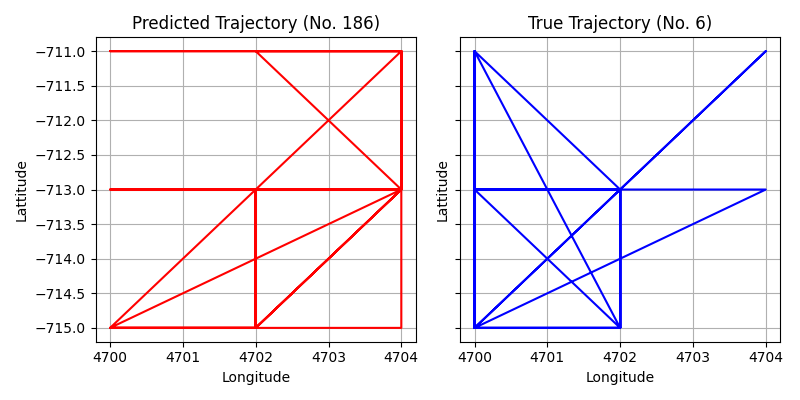 Predicted Trajectory (No. 186)
True Trajectory (No. 6)
−711.0
−711.5
−712.0
−712.5
−713.0
−713.5
−714.0
−714.5
−715.0
Lattitude
Lattitude
4700 4701 4702 4703 4704
4700 4701 4702 4703 4704
Longitude
Longitude